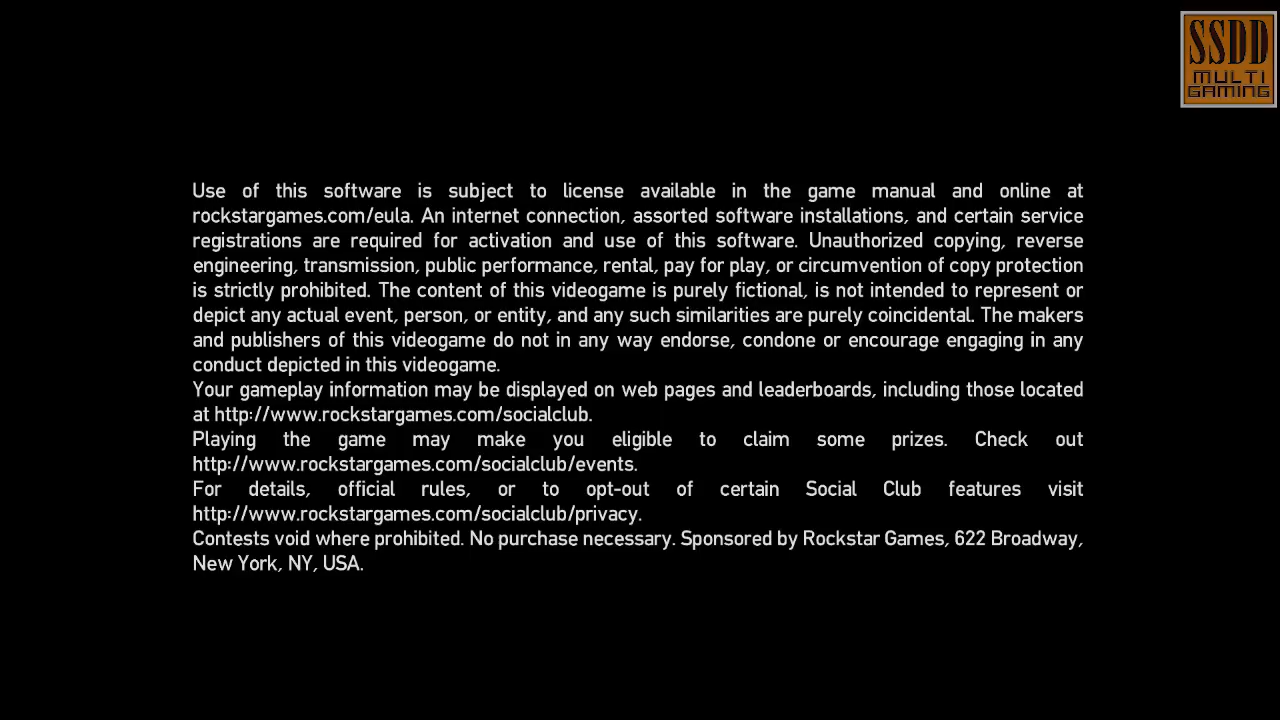 SSDD
MULTI
GAMING
Use of this software is subject to license available in the game manual and online at
rockstargames.com/eula. An internet connection, assorted software installations, and certain service
registrations are required for activation and use of this software. Unauthorized copying, reverse
engineering, transmission, public performance, rental, pay for play, or circumvention of copy protection
is strictly prohibited. The content of this videogame is purely fictional, is not intended to represent or
depict any actual event, person, or entity, and any such similarities are purely coincidental. The makers
and publishers of this videogame do not in any way endorse, condone or encourage engaging in any
conduct depicted in this videogame.
Your gameplay information may be displayed on web pages and leaderboards, including those located
at http://www.rockstargames.com/socialclub.
Playing the game may make you eligible to claim some prizes. Check out
http://www.rockstargames.com/socialclub/events.
For details, official rules, or to opt-out of certain Social Club features visit
http://www.rockstargames.com/socialclub/privacy.
Contests void where prohibited. No purchase necessary. Sponsored by Rockstar Games, 622 Broadway,
New York, NY, USA.